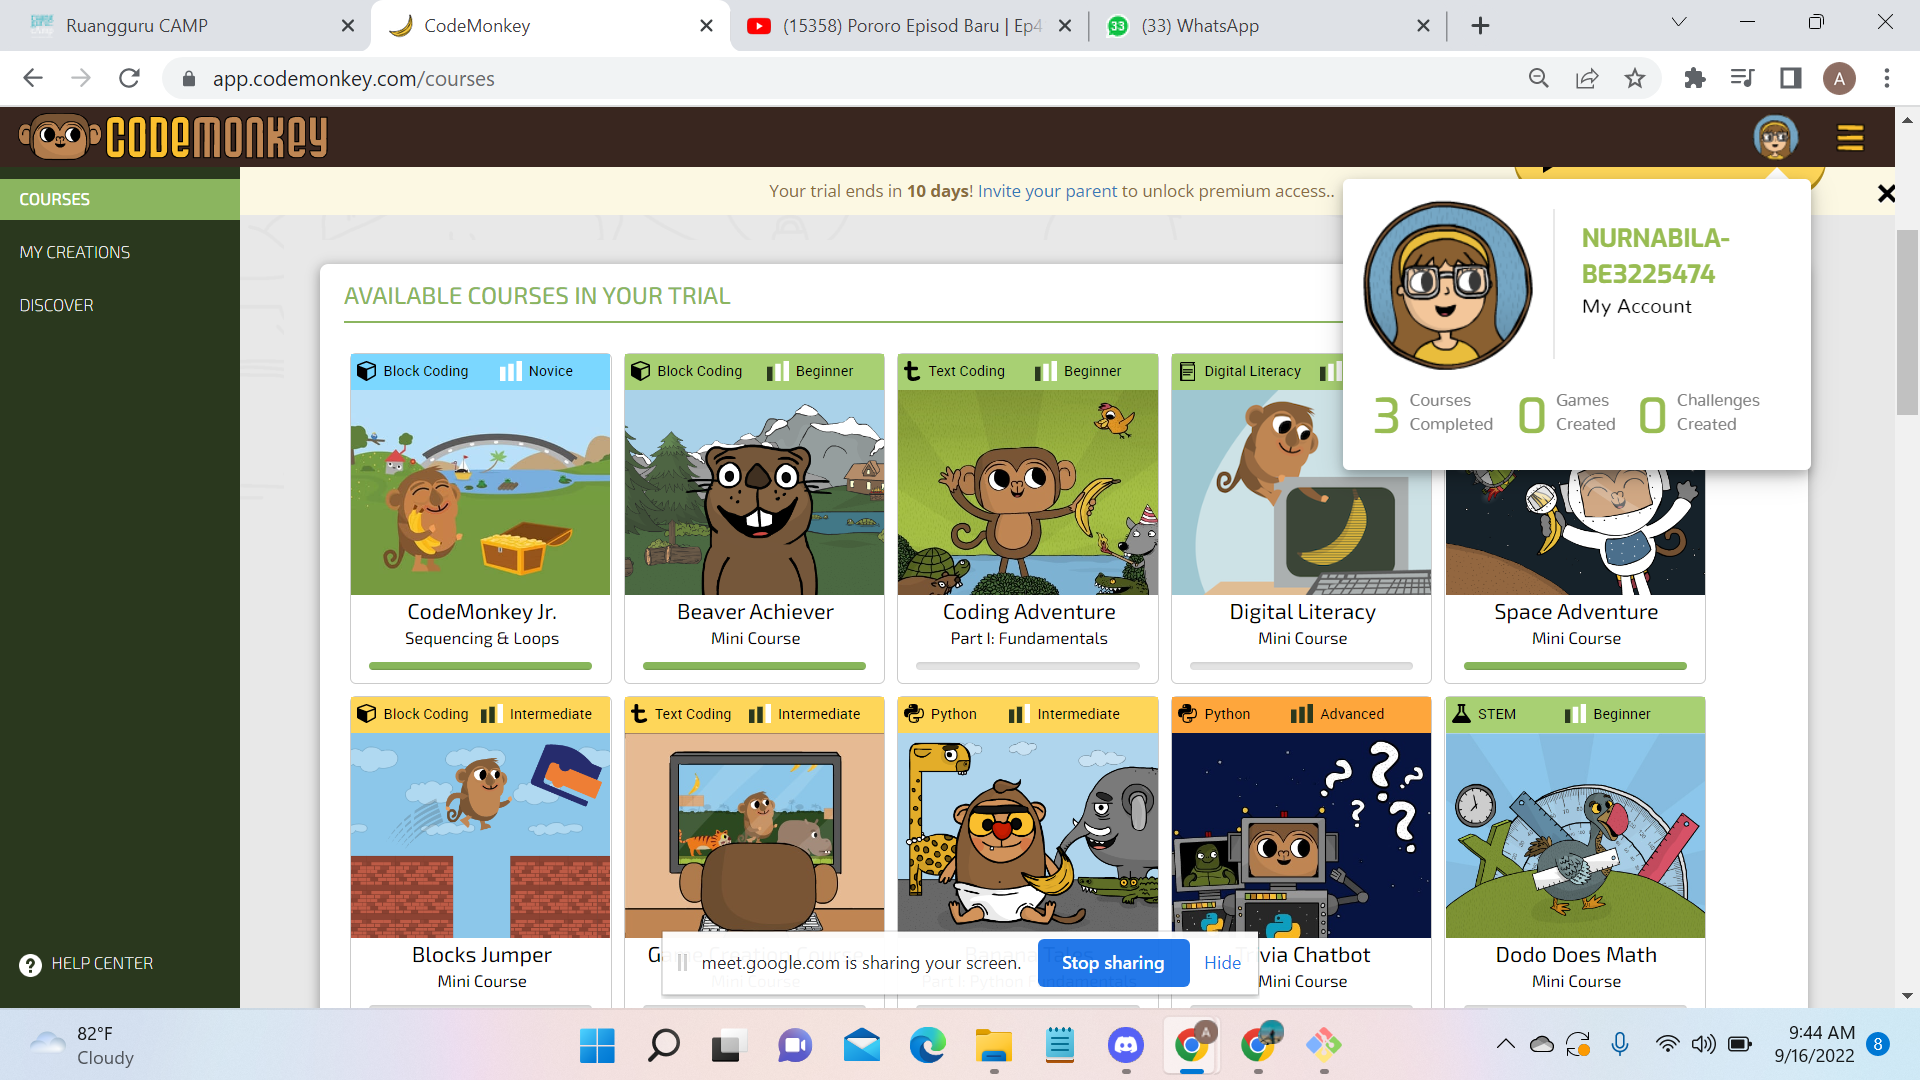 Ruangguru CAMP
CodeMonkey
(15358) Pororo Episod Baru | Ep4
33
(33) WhatsApp
app.codemonkey.com/courses
A
CODEMONKEY
COURSES
MY CREATIONS
DISCOVER
HELP CENTER
Your trial ends in 10 days! Invite your parent to unlock premium access..
NURNABILA-
BE3225474
My Account
3 Courses Completed
0 Games Created
0 Challenges Created
AVAILABLE COURSES IN YOUR TRIAL
Block Coding Novice
CodeMonkey Jr.
Sequencing & Loops
Block Coding Beginner
Beaver Achiever
Mini Course
Text Coding Beginner
Coding Adventure
Part I: Fundamentals
Digital Literacy
Digital Literacy
Mini Course
Space Adventure
Mini Course
Block Coding Intermediate
Blocks Jumper
Mini Course
Text Coding Intermediate
Mini Course
Python Intermediate
Python Advanced
via Chatbot
Mini Course
STEM Beginner
Dodo Does Math
Mini Course
meet.google.com is sharing your screen.
Stop sharing
Hide
82°F
Cloudy
A
9:44 AM
9/16/2022
8